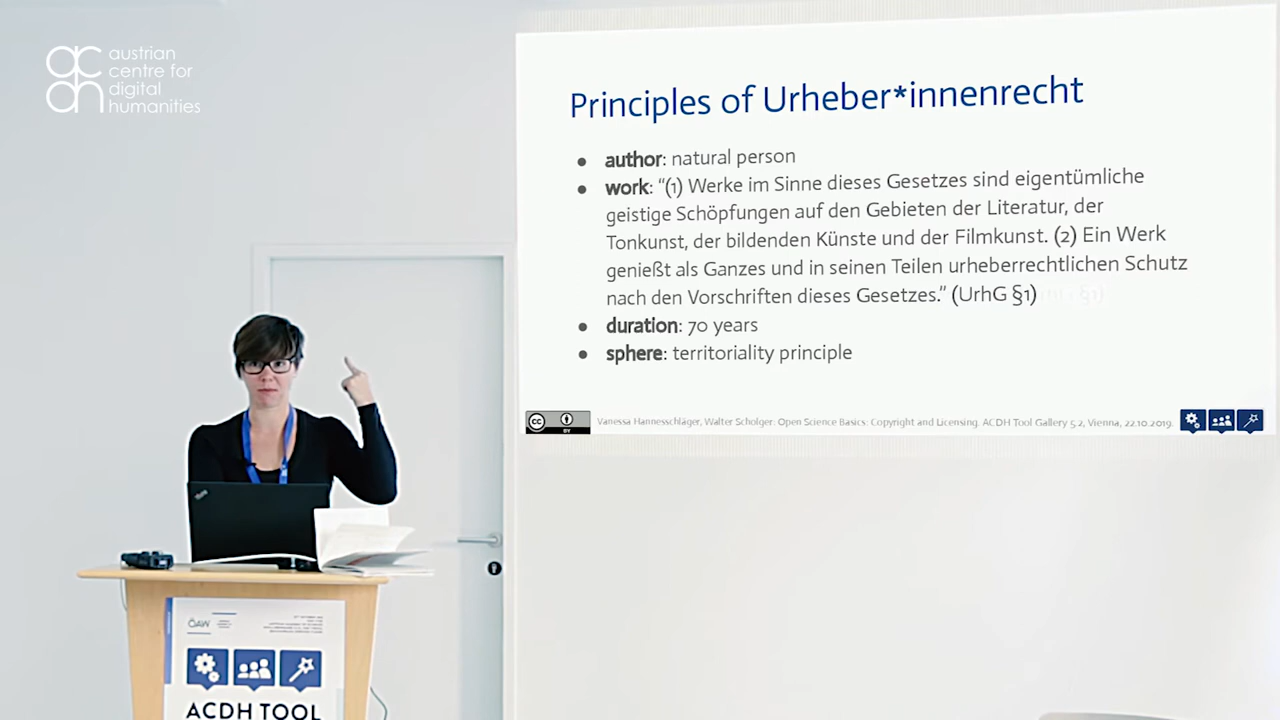 austrian
centre for
digital
humanities
Principles of Urheber*innenrecht
● author: natural person
● work: “(1) Werke im Sinne dieses Gesetzes sind eigentümliche
geistige Schöpfungen auf den Gebieten der Literatur, der
Tonkunst, der bildenden Künste und der Filmkunst. (2) Ein Werk
genießt als Ganzes und in seinen Teilen urheberrechtlichen Schutz
nach den Vorschriften dieses Gesetzes.” (UrhG §1)
● duration: 70 years
● sphere: territoriality principle
cc BY
Vanessa Hannesschläger, Walter Scholger: Open Science Basics: Copyright and Licensing. ACDH Tool Gallery 5.2, Vienna, 22.10.2019.
ÖAW
ACDH TOOL